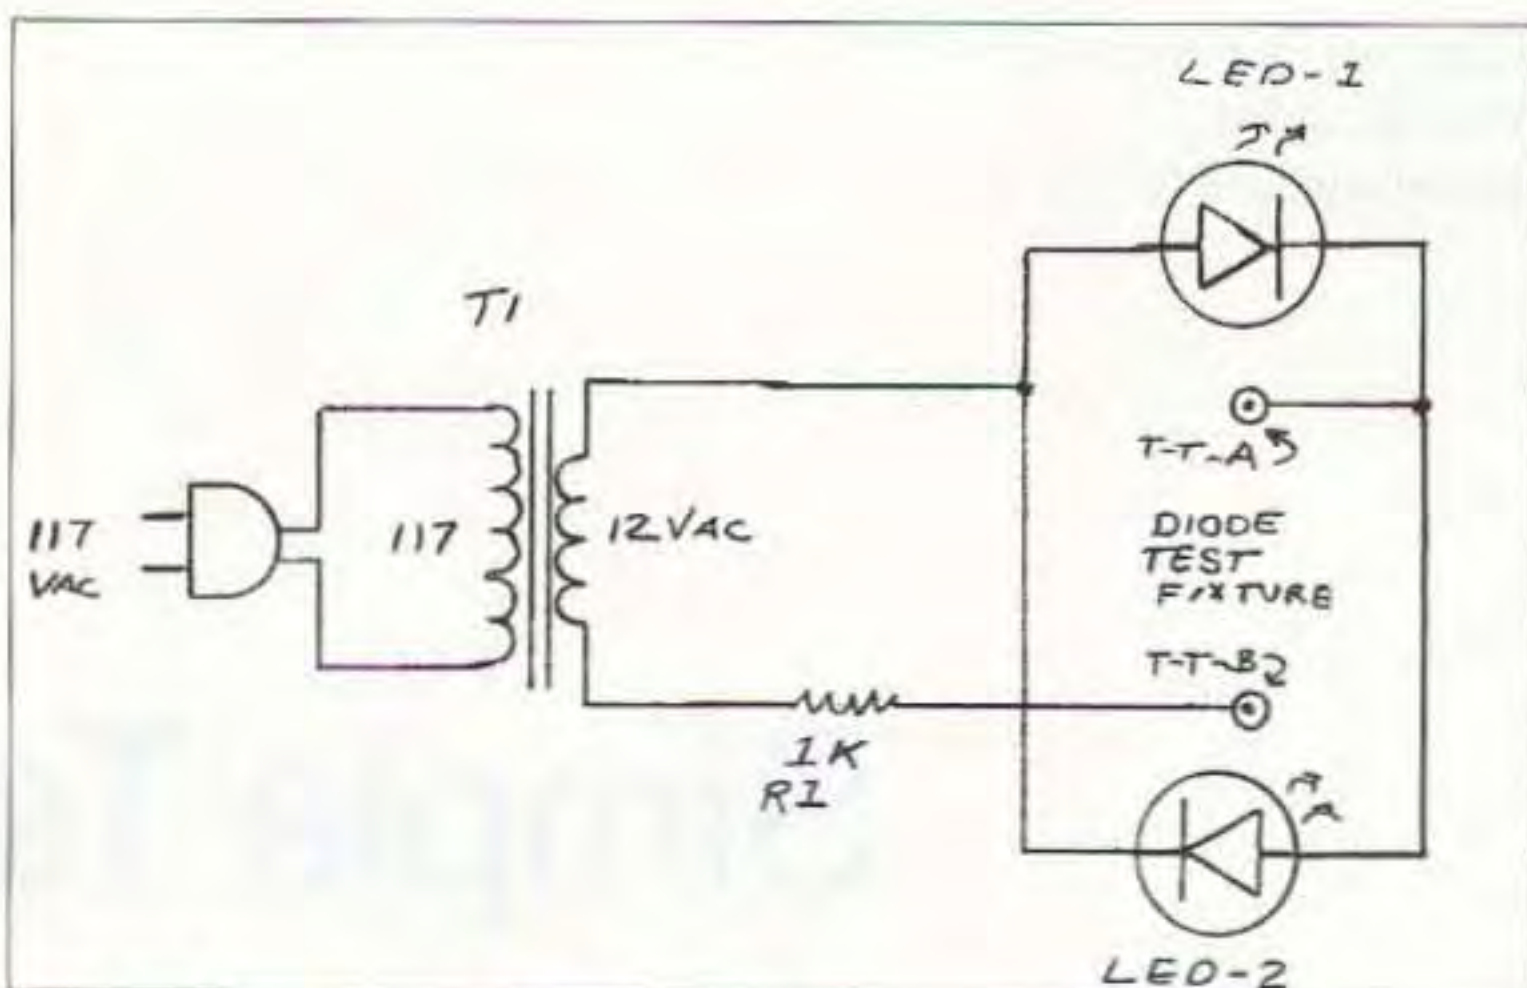 LED-1
T1
117
VAC
117
12VAC
T-T-A
DIODE
TEST
FIXTURE
T-T-B
1K
R1
LED-2